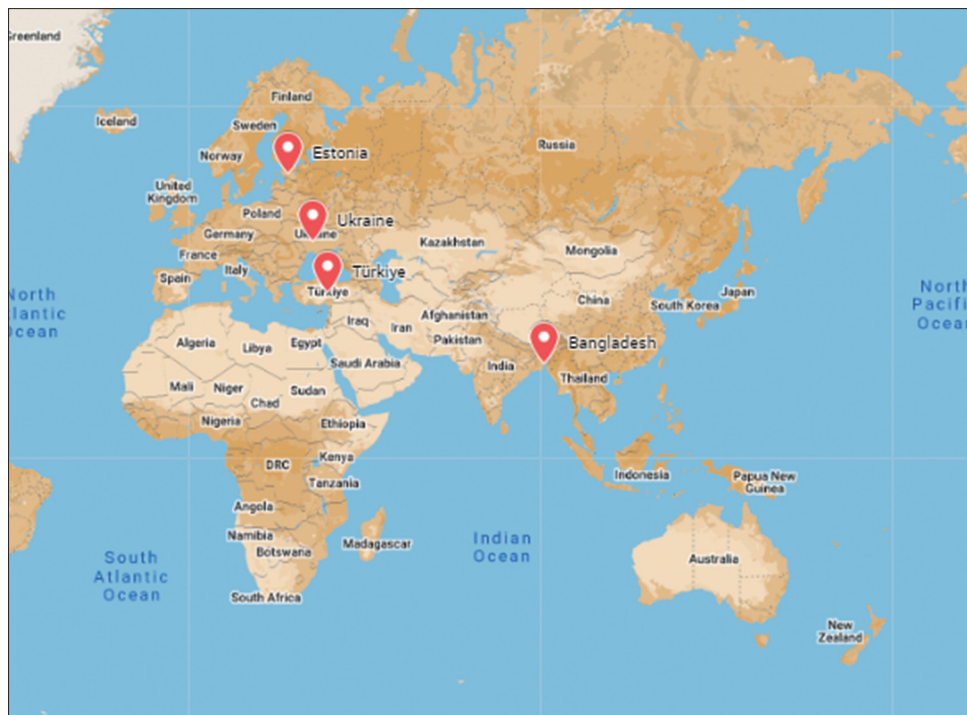 Greenland
Iceland
Finland
Sweden
Norway
Estonia
Russia
United
Kingdom
Poland
Ukraine
Ukraine
Germany
France
Kazakhstan
Mongolia
Italy
Spain
Türkiye
Türkiye
China
South Korea
Japan
North
Atlantic
Ocean
North
Pacific
Ocean
Afghanistan
Iraq
Iran
Pakistan
Algeria
Libya
Egypt
Bangladesh
Saudi Arabia
India
Thailand
Mali
Niger
Sudan
Chad
Nigeria
Ethiopia
DRC
Kenya
Tanzania
Indonesia
Papua New
Guinea
Angola
Namibia
Botswana
Madagascar
Indian
Ocean
Australia
South
Atlantic
Ocean
South Africa
New
Zealand